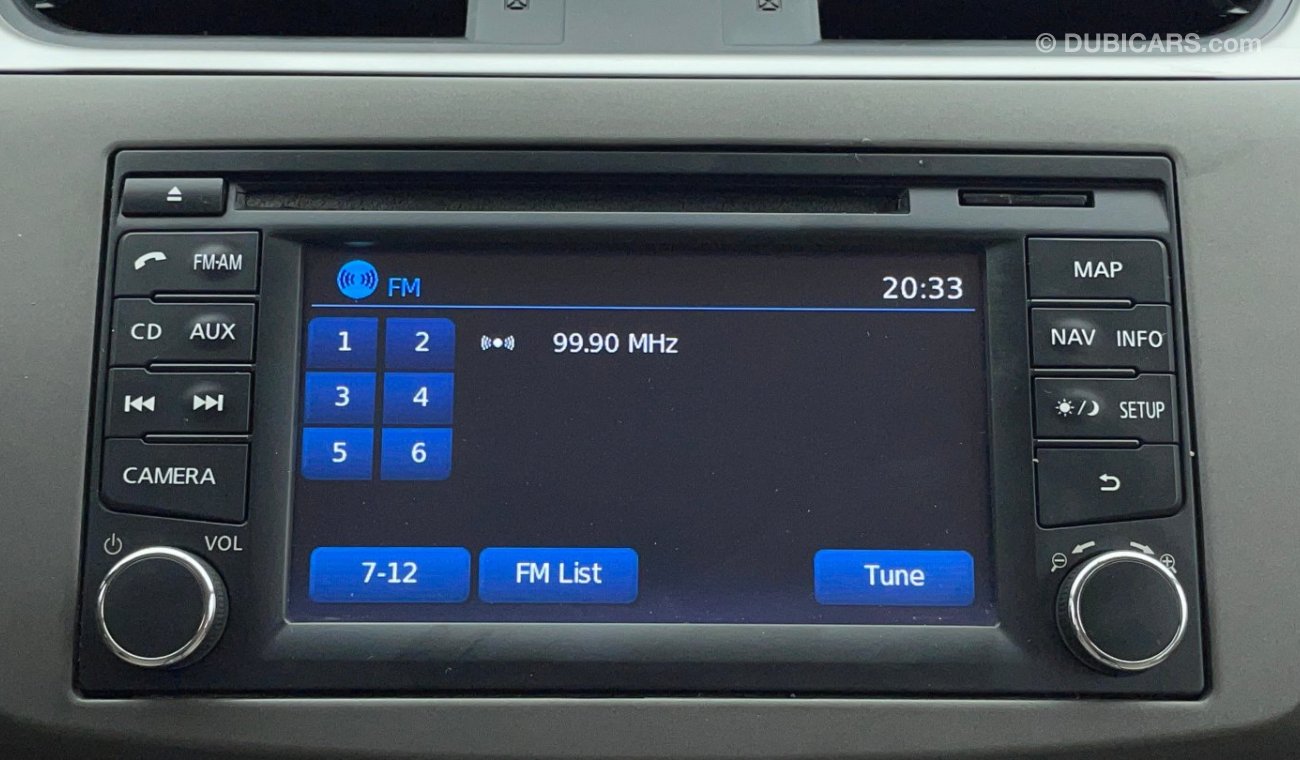 © DUBICARS.com
FM-AM
CD AUX
CAMERA
VOL
FM 20:33
1 2 99.90 MHz
3 4
5 6
7-12 FM List Tune
MAP
NAV INFO
SETUP